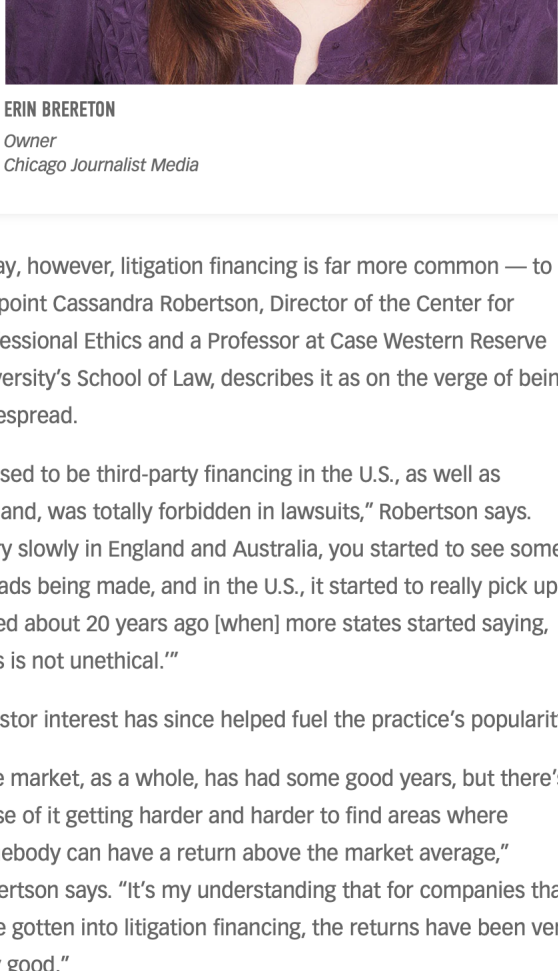 ERIN BRERETON
Owner
Chicago Journalist Media
ay, however, litigation financing is far more common — to
point Cassandra Robertson, Director of the Center for
essional Ethics and a Professor at Case Western Reserve
versity’s School of Law, describes it as on the verge of bein
espread.
sed to be third-party financing in the U.S., as well as
and, was totally forbidden in lawsuits,” Robertson says.
ry slowly in England and Australia, you started to see some
ads being made, and in the U.S., it started to really pick up
ed about 20 years ago [when] more states started saying,
s is not unethical.’”
stor interest has since helped fuel the practice’s popularit
e market, as a whole, has had some good years, but there’s
se of it getting harder and harder to find areas where
ebody can have a return above the market average,”
ertson says. “It’s my understanding that for companies tha
e gotten into litigation financing, the returns have been ver
y good.”